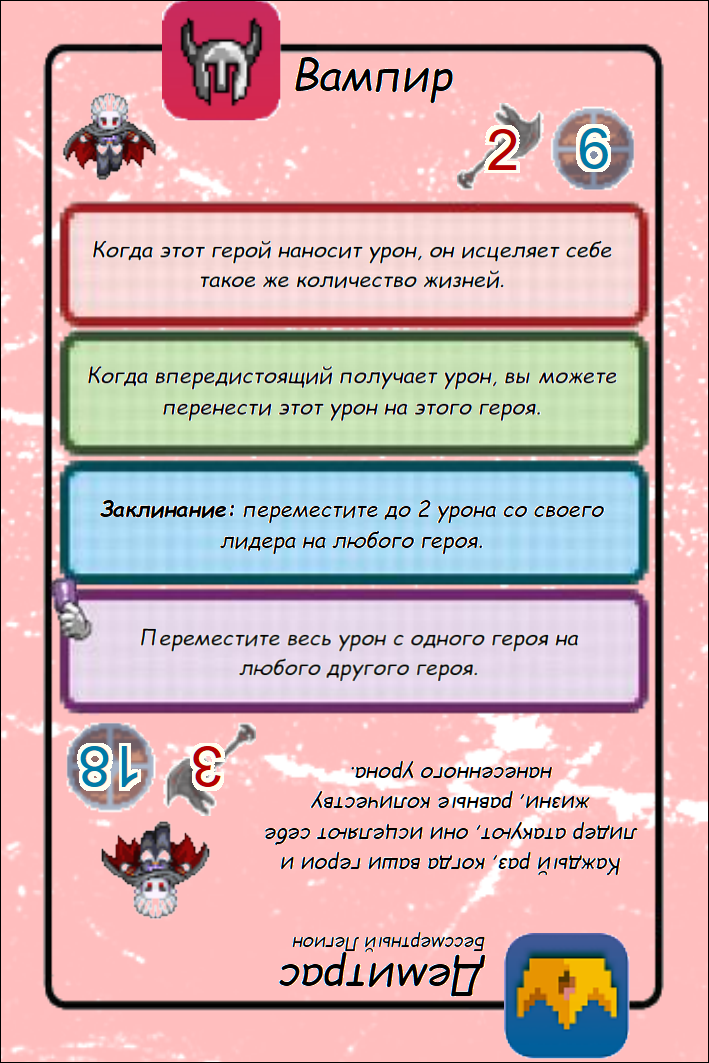 Вампир
2 6
Когда этот герой наносит урон, он исцеляет себе
такое же количество жизней.
Когда впередистоящий получает урон, вы можете
перенести этот урон на этого героя.
Заклинание: переместите до 2 урона со своего
лидера на любого героя.
Переместите весь урон с одного героя на
любого другого героя.
Демитрас
Бессмертный Легион
Каждый раз, когда ваши герои и
лидер атакуют, они исцеляют себе
жизни, равные количеству
нанесенного урона.
3 18